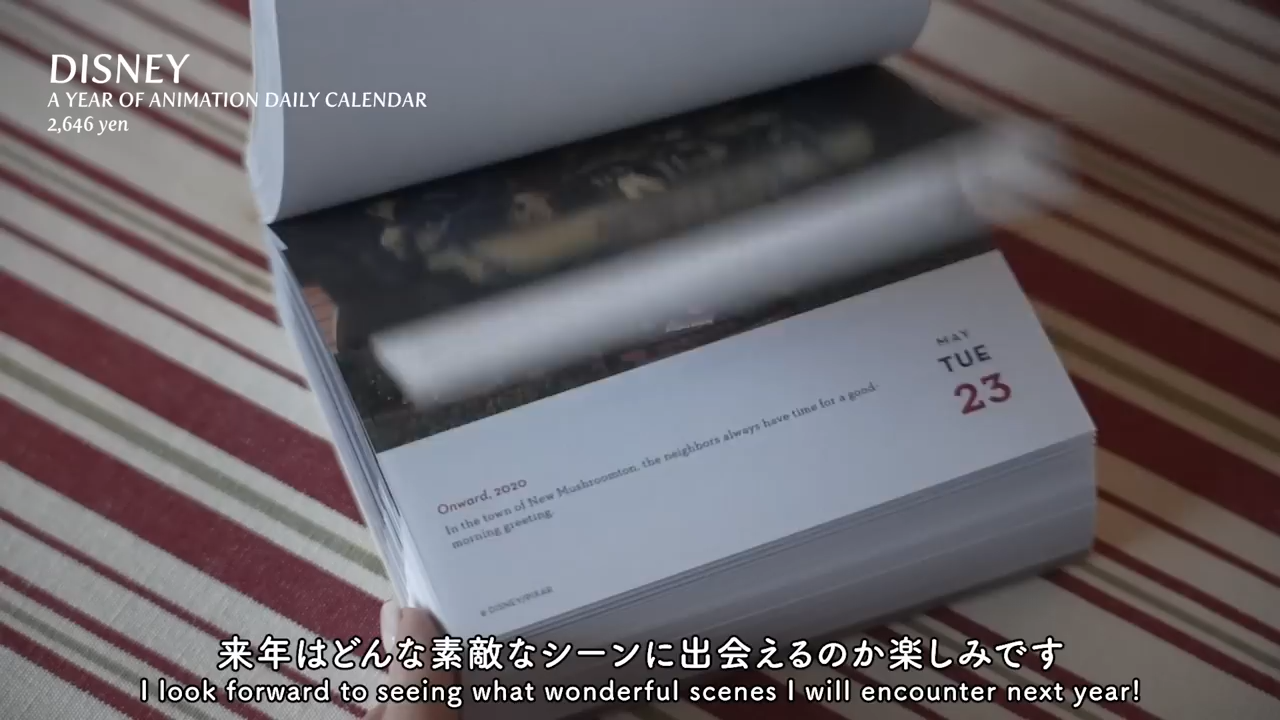 DISNEY
A YEAR OF ANIMATION DAILY CALENDAR
2,646 yen
MAY
TUE
23
Onward, 2020
In the town of New Mushroomton, the neighbors always have time for a good-
morning greeting.
© DISNEY/PIXAR
来年はどんな素敵なシーンに出会えるのか楽しみです
I look forward to seeing what wonderful scenes I will encounter next year!